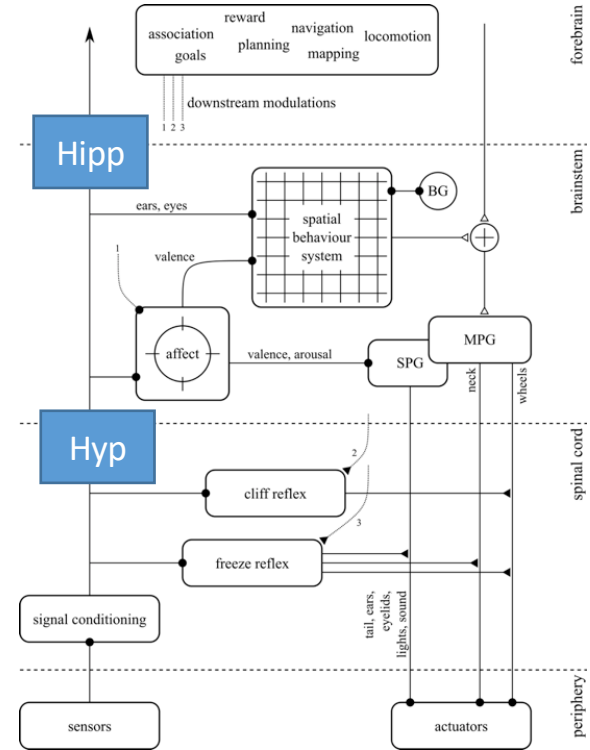 reward
association
navigation
locomotion
planning
goals
mapping
forebrain
downstream modulations
1 2 3
Hipp
brainstem
BG
ears, eyes
spatial
behaviour
system
valence
1
affect
valence, arousal
MPG
SPG
neck
wheels
Hyp
spinal cord
2
cliff reflex
3
freeze reflex
signal conditioning
tail, ears,
eyelids,
lights, sound
periphery
sensors
actuators